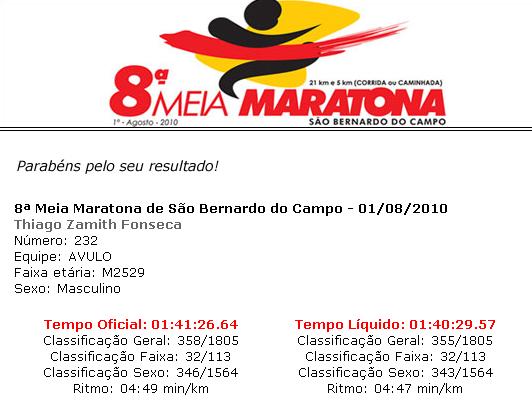 21 km e 5 km (CORRIDA ou CAMINHADA)
8ª MEIA MARATONA
1º - Agosto - 2010
SÃO BERNARDO DO CAMPO
Parabéns pelo seu resultado!
8ª Meia Maratona de São Bernardo do Campo - 01/08/2010
Thiago Zamith Fonseca
Número: 232
Equipe: AVULO
Faixa etária: M2529
Sexo: Masculino
Tempo Oficial: 01:41:26.64
Classificação Geral: 358/1805
Classificação Faixa: 32/113
Classificação Sexo: 346/1564
Ritmo: 04:49 min/km
Tempo Líquido: 01:40:29.57
Classificação Geral: 355/1805
Classificação Faixa: 32/113
Classificação Sexo: 343/1564
Ritmo: 04:47 min/km